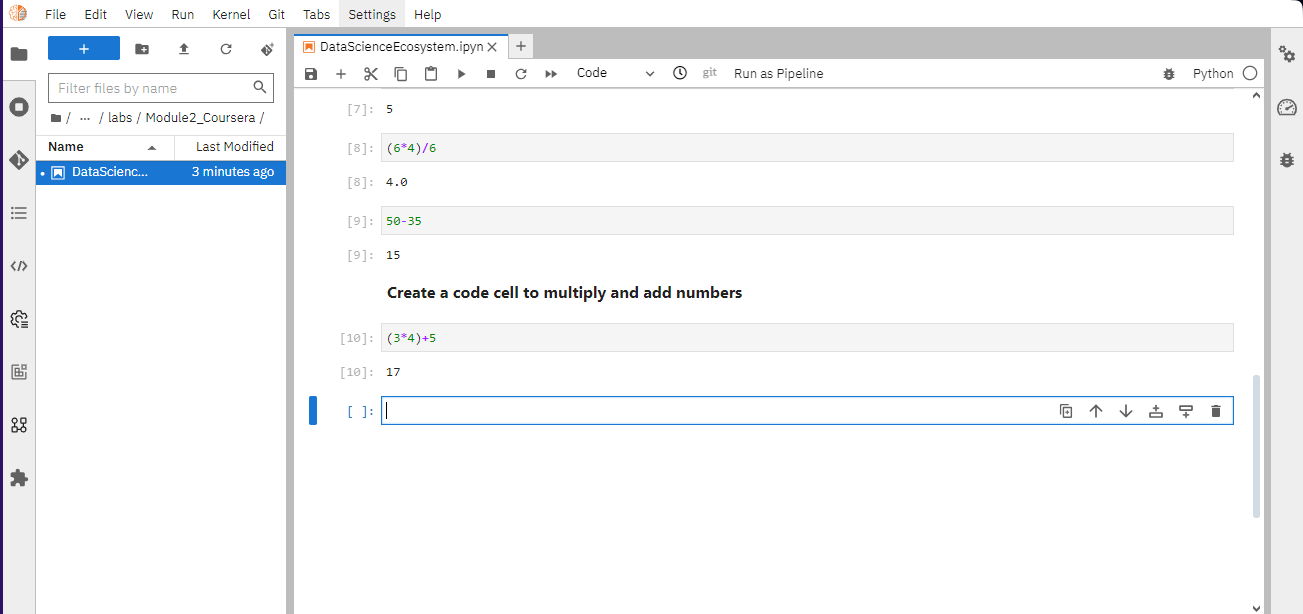 File Edit View Run Kernel Git Tabs Settings Help
+
Filter files by name
/ ... / labs / Module2_Coursera /
Name Last Modified
DataScienc... 3 minutes ago
DataScienceEcosystem.ipyn
Code git Run as Pipeline Python
[7]: 5
[8]: (6*4)/6
[8]: 4.0
[9]: 50-35
[9]: 15
Create a code cell to multiply and add numbers
[10]: (3*4)+5
[10]: 17
[ ]: